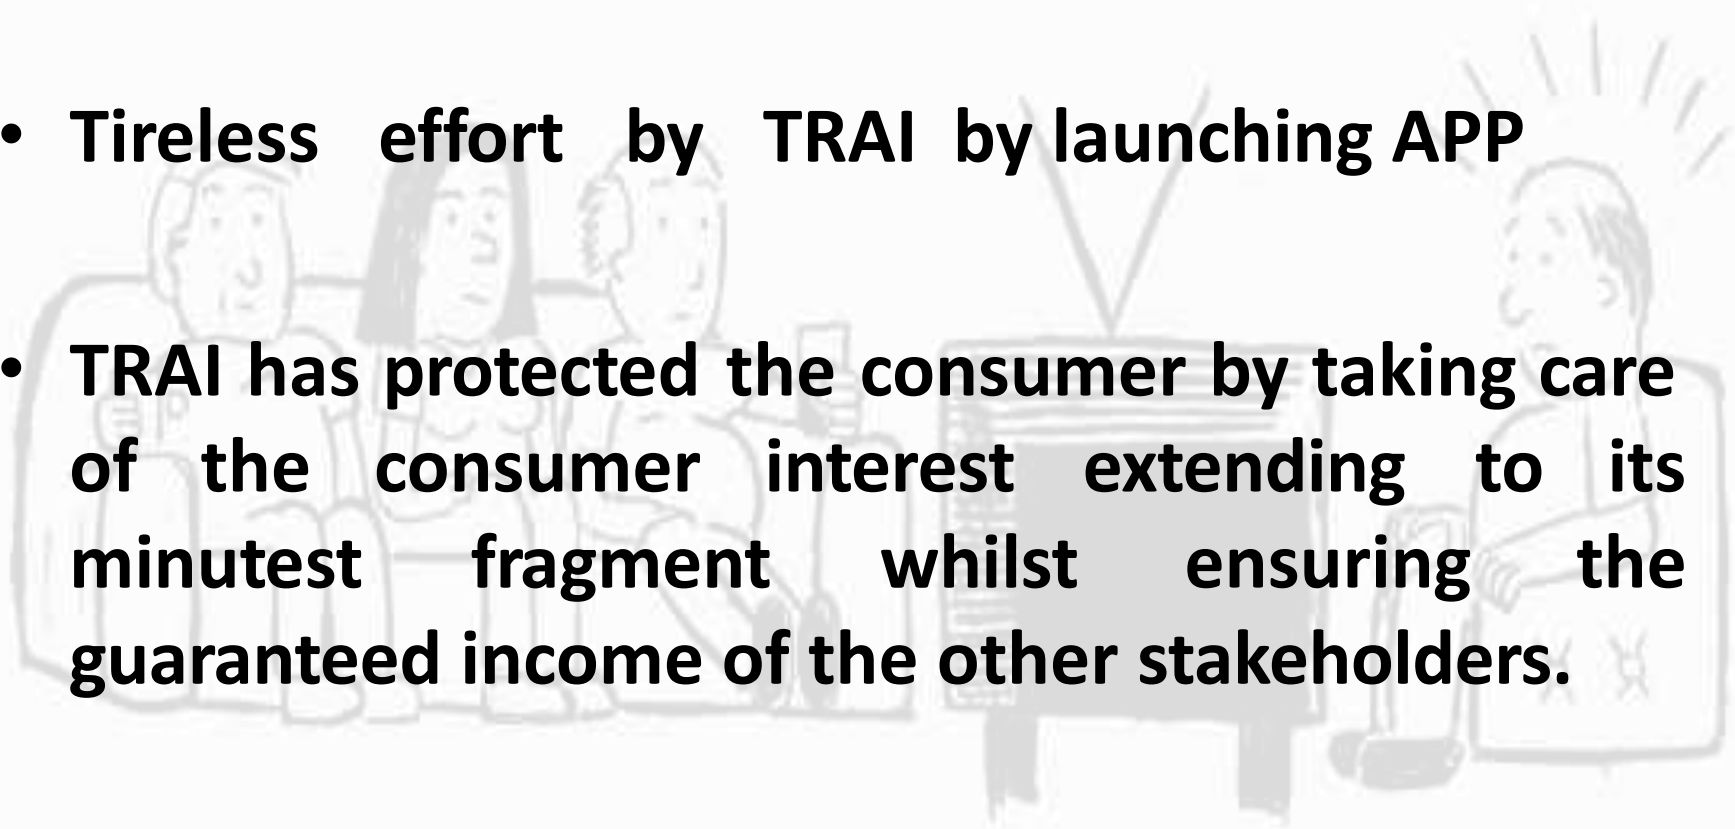 • Tireless effort by TRAI by launching APP
• TRAI has protected the consumer by taking care
of the consumer interest extending to its
minutest fragment whilst ensuring the
guaranteed income of the other stakeholders.